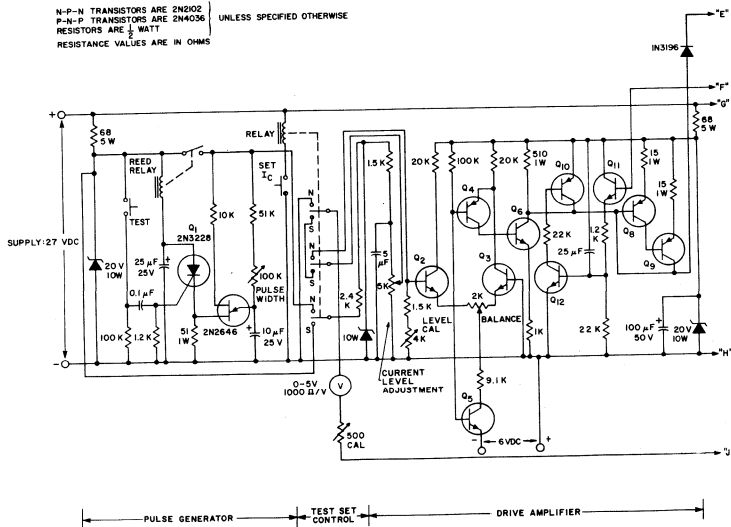 N-P-N TRANSISTORS ARE 2N2102
P-N-P TRANSISTORS ARE 2N4036
RESISTORS ARE 1/2 WATT
UNLESS SPECIFIED OTHERWISE
RESISTANCE VALUES ARE IN OHMS
"E"
1N3196
"F"
"G"
+
68
5 W
RELAY
REED
RELAY
SET
IC
TEST
1.5 K
20K
100 K
20 K
510
1W
Q10
Q11
15
1W
15
1W
68
5 W
Q4
Q6
Q8
Q9
10 K
51 K
N
S
N
S
N
S
SUPPLY: 27 VDC
20 V
10W
25 µF
25V
Q1
2N3228
0.1 µF
100 K
PULSE
WIDTH
5
µF
5K
Q2
Q3
22 K
25 µF
1.2
K
Q12
2.4
K
1.5 K
LEVEL
CAL
4K
2K
BALANCE
1K
2.2 K
100 µF
50 V
20V
10W
100 K
1.2 K
51
1 W
2N2646
10 µF
25 V
10W
-
"H"
0-5V
1000 Ω/V
V
CURRENT
LEVEL
ADJUSTMENT
9.1 K
Q5
500
CAL
-
6 VDC
+
"J"
PULSE GENERATOR
TEST SET
CONTROL
DRIVE AMPLIFIER